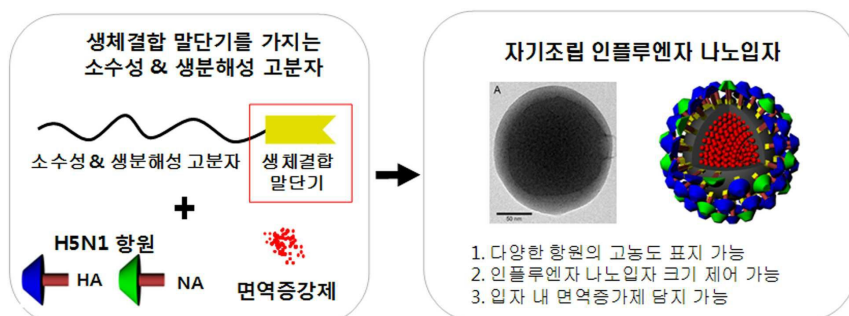 생체결합 말단기를 가지는
소수성 & 생분해성 고분자
소수성 & 생분해성 고분자
생체결합
말단기
+
H5N1 항원
HA
NA
면역증강제
자기조립 인플루엔자 나노입자
A
50 nm
1. 다양한 항원의 고농도 표지 가능
2. 인플루엔자 나노입자 크기 제어 가능
3. 입자 내 면역증가제 담지 가능